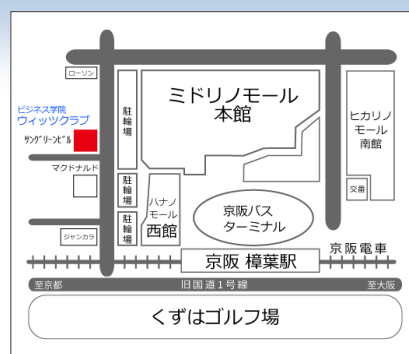 ローソン
ビジネス学院
ウィッツクラブ
サングリーンビル
マクドナルド
ジャンカラ
駐輪場
駐輪場
駐輪場
ミドリノモール
本館
ハナノ
モール
西館
京阪バス
ターミナル
ヒカリノ
モール
南館
交番
京阪電車
京阪 樟葉駅
至京都
旧国道1号線
至大阪
くずはゴルフ場